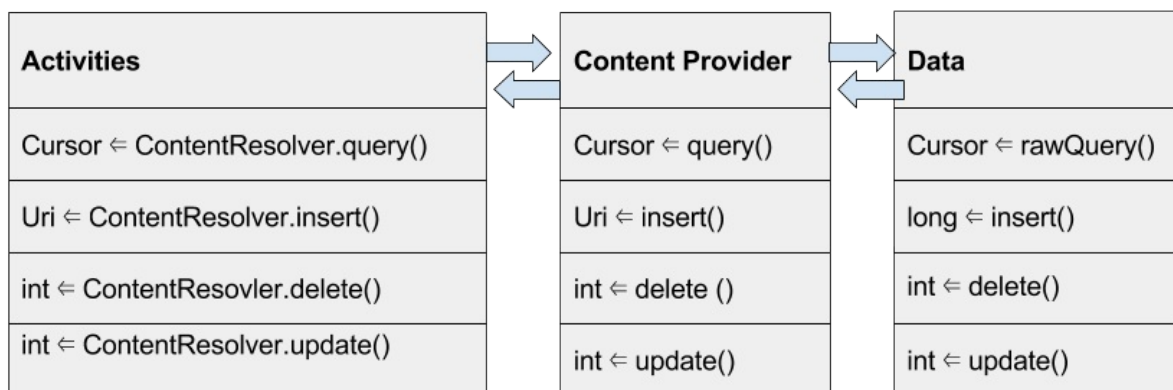 Activities
Cursor ⇐ ContentResolver.query()
Uri ⇐ ContentResolver.insert()
int ⇐ ContentResovler.delete()
int ⇐ ContentResolver.update()
Content Provider
Cursor ⇐ query()
Uri ⇐ insert()
int ⇐ delete ()
int ⇐ update()
Data
Cursor ⇐ rawQuery()
long ⇐ insert()
int ⇐ delete()
int ⇐ update()